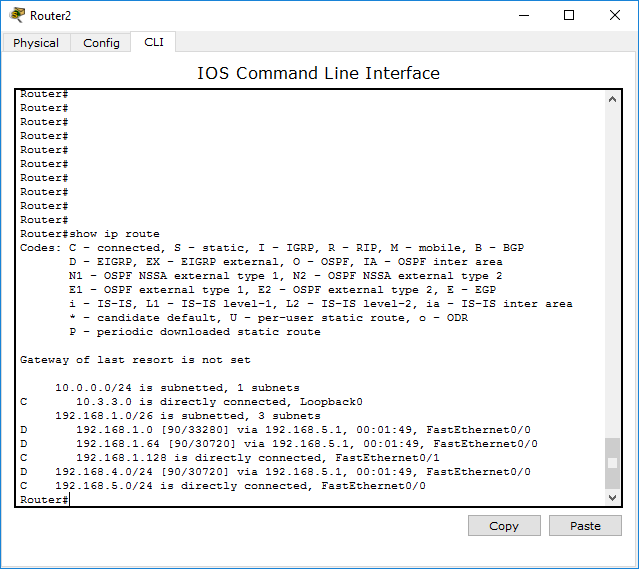 Router2
Physical Config CLI
IOS Command Line Interface
Router#
Router#
Router#
Router#
Router#
Router#
Router#
Router#
Router#
Router#
Router#show ip route
Codes: C - connected, S - static, I - IGRP, R - RIP, M - mobile, B - BGP
D - EIGRP, EX - EIGRP external, O - OSPF, IA - OSPF inter area
N1 - OSPF NSSA external type 1, N2 - OSPF NSSA external type 2
E1 - OSPF external type 1, E2 - OSPF external type 2, E - EGP
i - IS-IS, L1 - IS-IS level-1, L2 - IS-IS level-2, ia - IS-IS inter area
* - candidate default, U - per-user static route, o - ODR
P - periodic downloaded static route
Gateway of last resort is not set
10.0.0.0/24 is subnetted, 1 subnets
C 10.3.3.0 is directly connected, Loopback0
192.168.1.0/26 is subnetted, 3 subnets
D 192.168.1.0 [90/33280] via 192.168.5.1, 00:01:49, FastEthernet0/0
D 192.168.1.64 [90/30720] via 192.168.5.1, 00:01:49, FastEthernet0/0
C 192.168.1.128 is directly connected, FastEthernet0/1
D 192.168.4.0/24 [90/30720] via 192.168.5.1, 00:01:49, FastEthernet0/0
C 192.168.5.0/24 is directly connected, FastEthernet0/0
Router#
Copy Paste